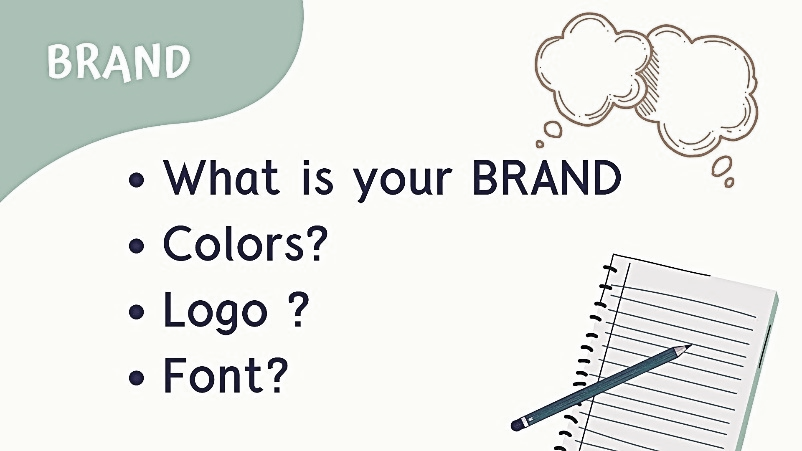 BRAND
• What is your BRAND
• Colors?
• Logo ?
• Font?